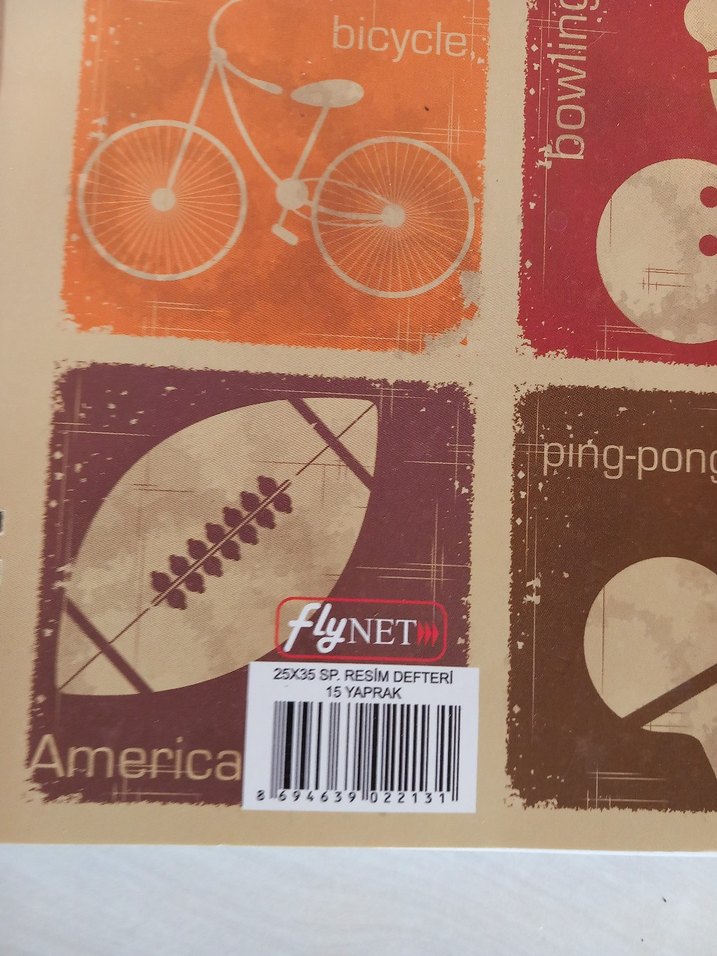 bicycle
bowling
ping-pong
flyNET
25X35 SP. RESİM DEFTERİ
15 YAPRAK
8 694639 022131
America